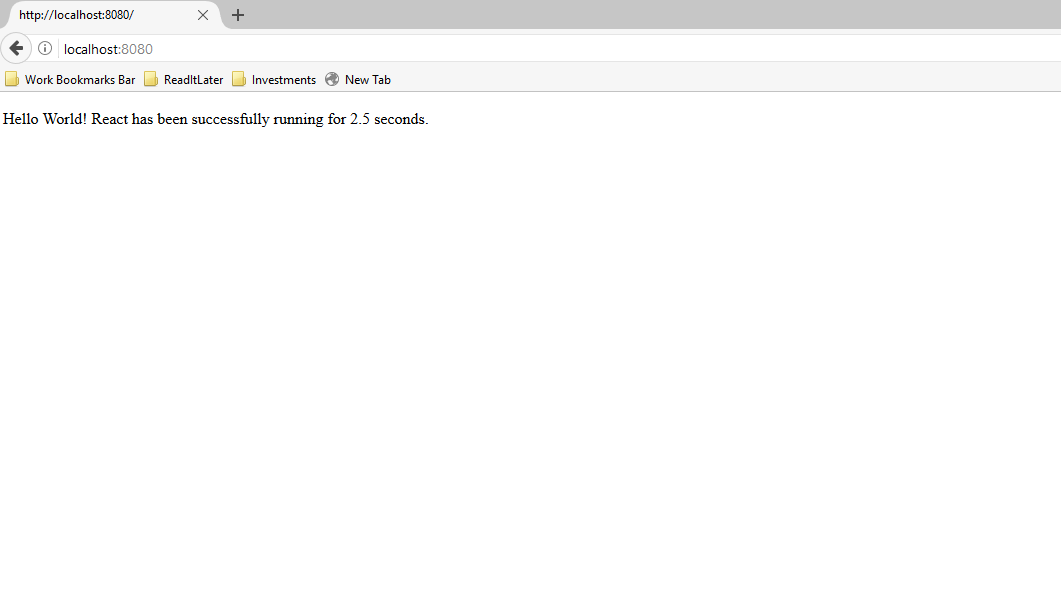 http://localhost:8080/
localhost:8080
Work Bookmarks Bar ReadItLater Investments New Tab
Hello World! React has been successfully running for 2.5 seconds.